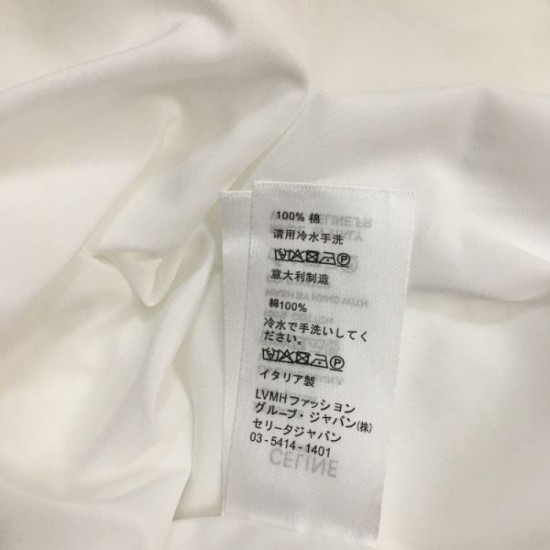 100% 棉
请用冷水手洗
意大利制造
綿100%
冷水で手洗いしてく
ださい。
イタリア製
LVMHファッション
グループ・ジャパン(株)
セリータジャパン
03-5414-1401
CELINE